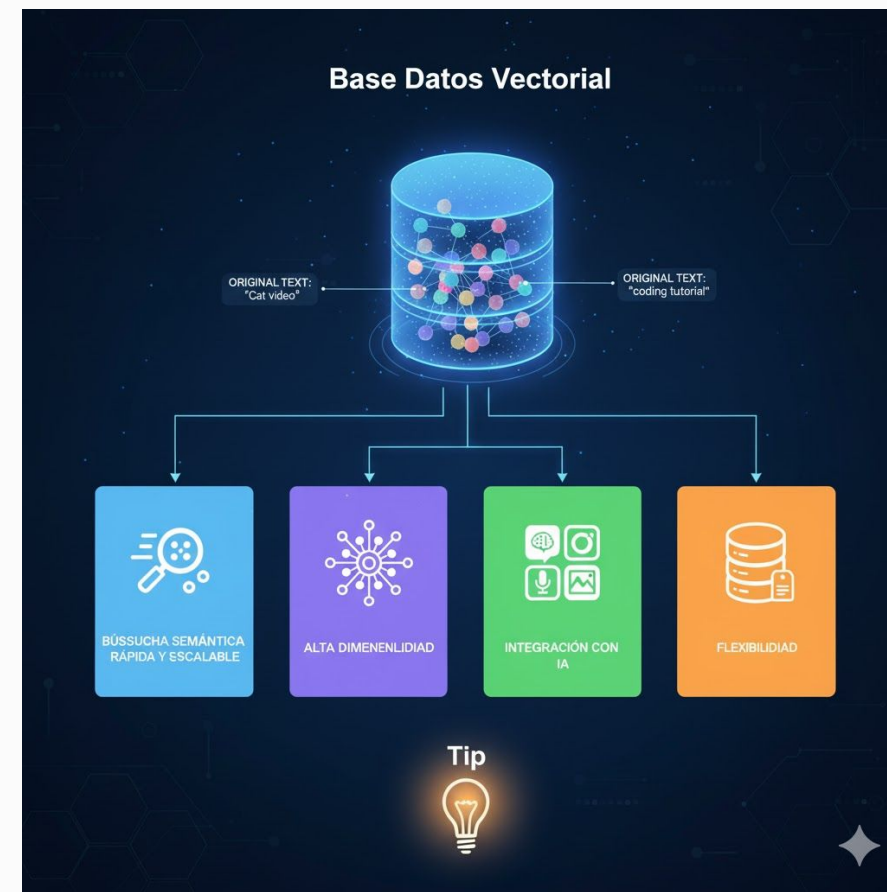 Base Datos Vectorial
ORIGINAL TEXT:
"Cat video"
ORIGINAL TEXT:
"coding tutorial"
BÚSSUCHA SEMÁNTICA
RÁPIDA Y ESCALABLE
ALTA DIMENENLIDIAD
INTEGRACIÓN CON
IA
FLEXIBILIDIAD
Tip